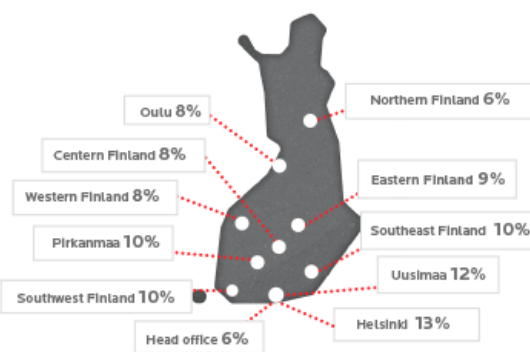 Northern Finland 6%
Oulu 8%
Centern Finland 8%
Eastern Finland 9%
Western Finland 8%
Southeast Finland 10%
Pirkanmaa 10%
Uusimaa 12%
Southwest Finland 10%
Helsinki 13%
Head office 6%